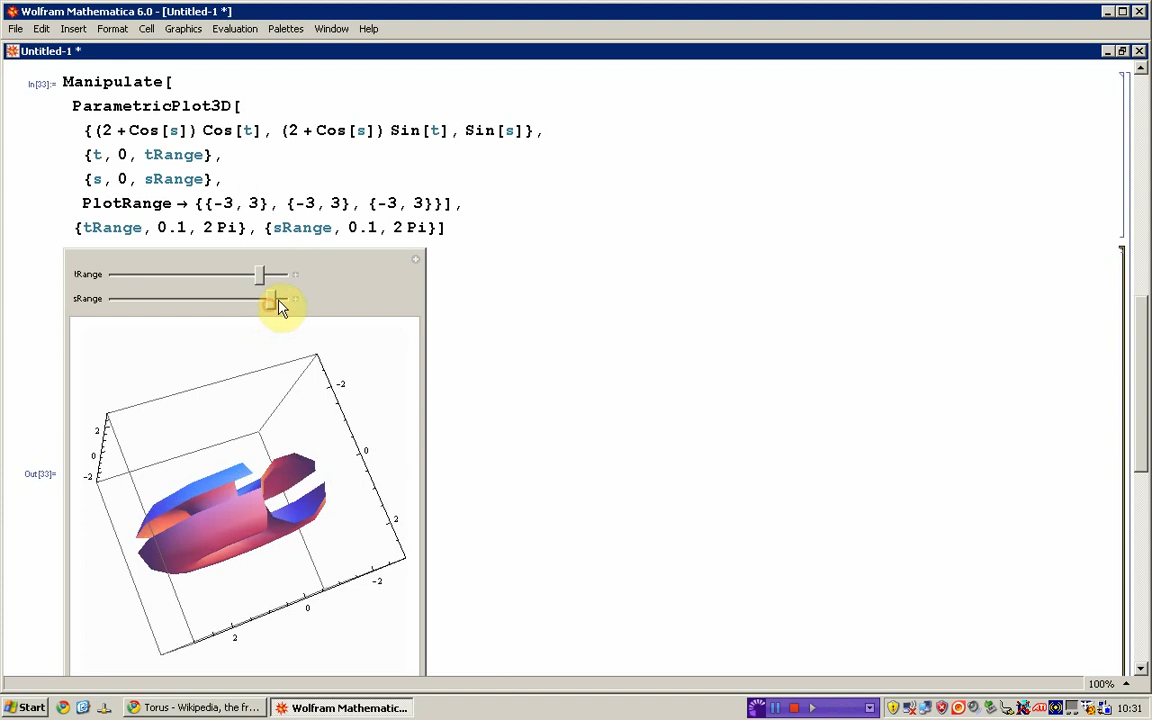 Wolfram Mathematica 6.0 - [Untitled-1 *]
File Edit Insert Format Cell Graphics Evaluation Palettes Window Help
Untitled-1 *
In[33]:= Manipulate[
ParametricPlot3D[
{(2 + Cos[s]) Cos[t], (2 + Cos[s]) Sin[t], Sin[s]},
{t, 0, tRange},
{s, 0, sRange},
PlotRange → {{-3, 3}, {-3, 3}, {-3, 3}}],
{tRange, 0.1, 2 Pi}, {sRange, 0.1, 2 Pi}]
tRange
sRange
-2
2
0
0
-2
Out[33]=
2
-2
0
2
100%
Start Torus - Wikipedia, the fr... Wolfram Mathematic... 10:31